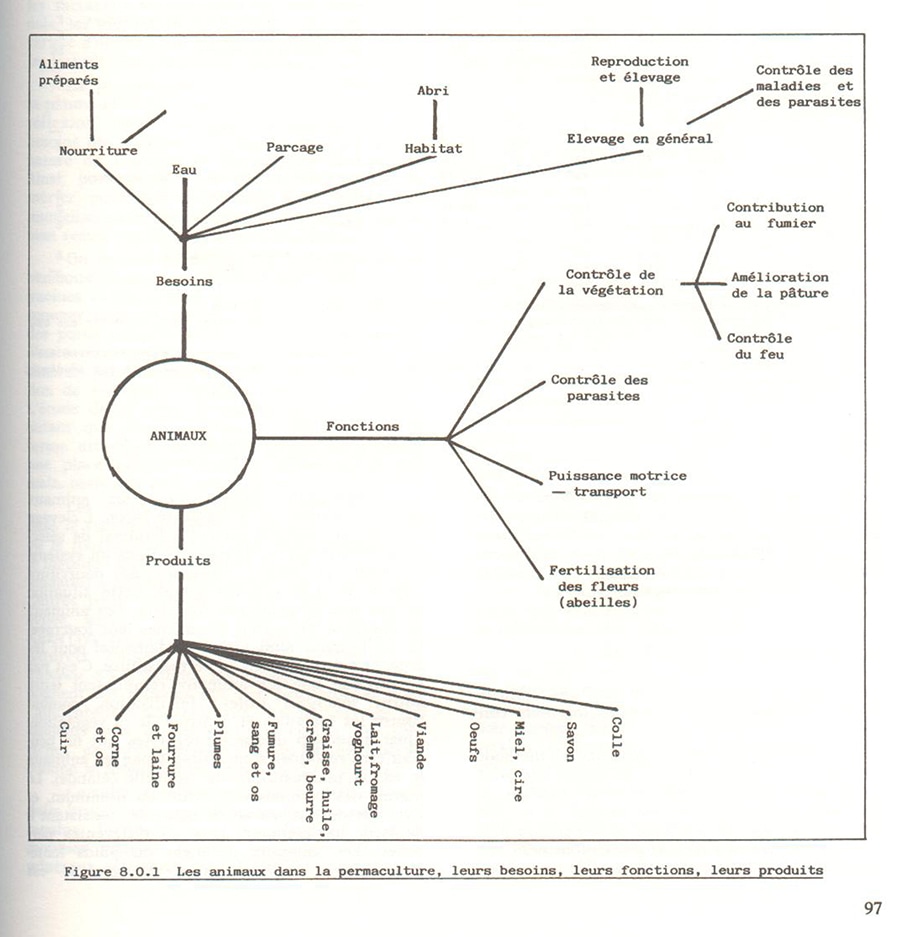 Aliments
préparés
Nourriture
Eau
Parcage
Abri
Habitat
Reproduction
et élevage
Contrôle des
maladies et
des parasites
Elevage en général
Besoins
ANIMAUX
Fonctions
Contrôle de
la végétation
Contribution
au fumier
Amélioration
de la pâture
Contrôle
du feu
Contrôle des
parasites
Puissance motrice
— transport
Fertilisation
des fleurs
(abeilles)
Produits
Cuir
Corne
et os
Fourrure
et laine
Plumes
Fumure,
sang et os
Graisse, huile,
crème, beurre
Lait,fromage
yoghourt
Viande
Oeufs
Miel, cire
Savon
Colle
Figure 8.0.1 Les animaux dans la permaculture, leurs besoins, leurs fonctions, leurs produits
97